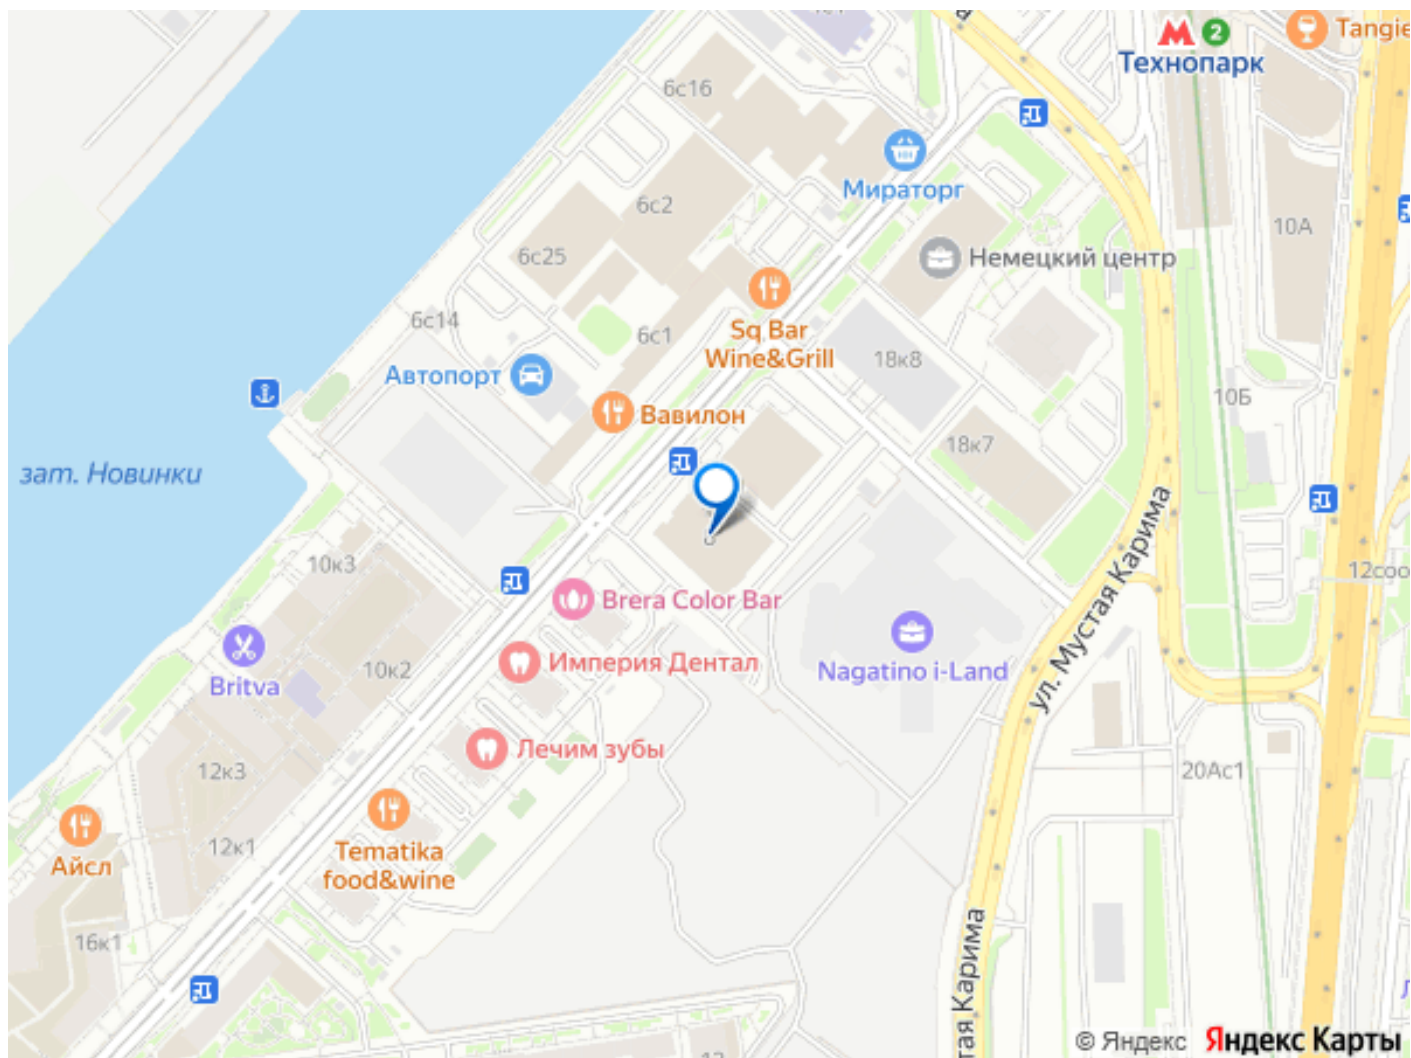 2
Технопарк
Tangie
6с16
Мираторг
6с2
10А
6с25
Немецкий центр
6с14
6с1
Sq Bar
Wine&Grill
18к8
Автопорт
10Б
Вавилон
18к7
зат. Новинки
ул. Мустая Карима
10к3
12соо
Brera Color Bar
Империя Дентал
10к2
Nagatino i-Land
Britva
Лечим зубы
12к3
20Ас1
12к1
Айсл
Tematika
food&wine
16к1
тая Карима
© Яндекс Яндекс Карты